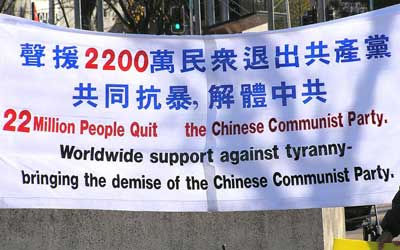 聲援2200萬民眾退出共產黨
共同抗暴,解體中共
22 Million People Quit the Chinese Communist Party.
Worldwide support against tyranny-
bringing the demise of the Chinese Communist Party.